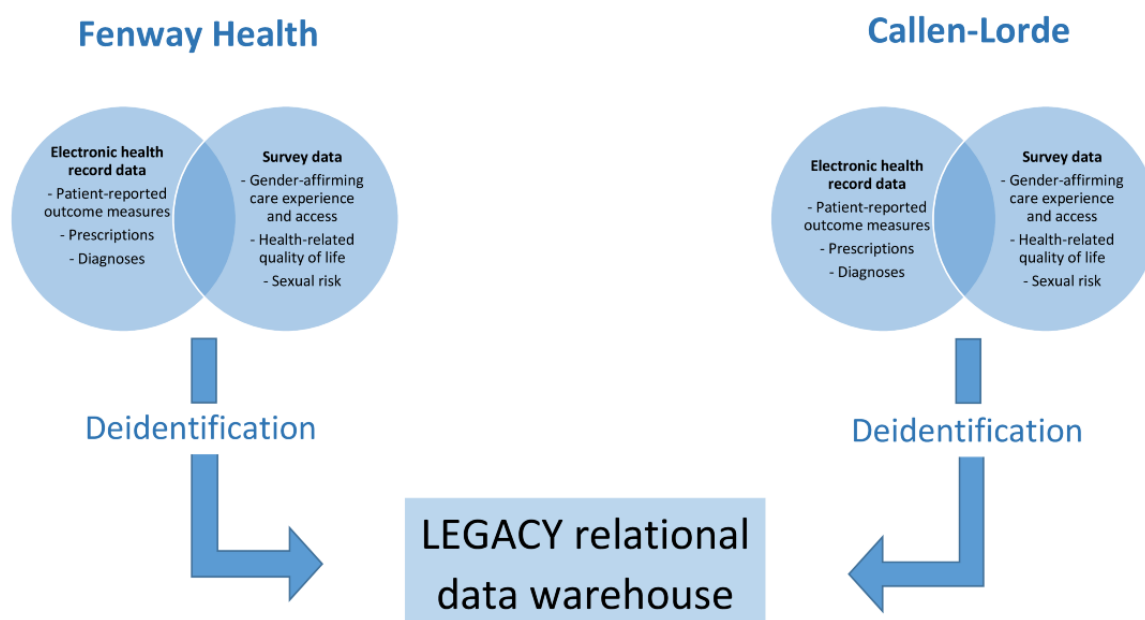 Fenway Health
Electronic health
record data
- Patient-reported
outcome measures
- Prescriptions
- Diagnoses
Survey data
- Gender-affirming
care experience
and access
- Health-related
quality of life
- Sexual risk
Deidentification
Callen-Lorde
Electronic health
record data
- Patient-reported
outcome measures
- Prescriptions
- Diagnoses
Survey data
- Gender-affirming
care experience
and access
- Health-related
quality of life
- Sexual risk
Deidentification
LEGACY relational
data warehouse